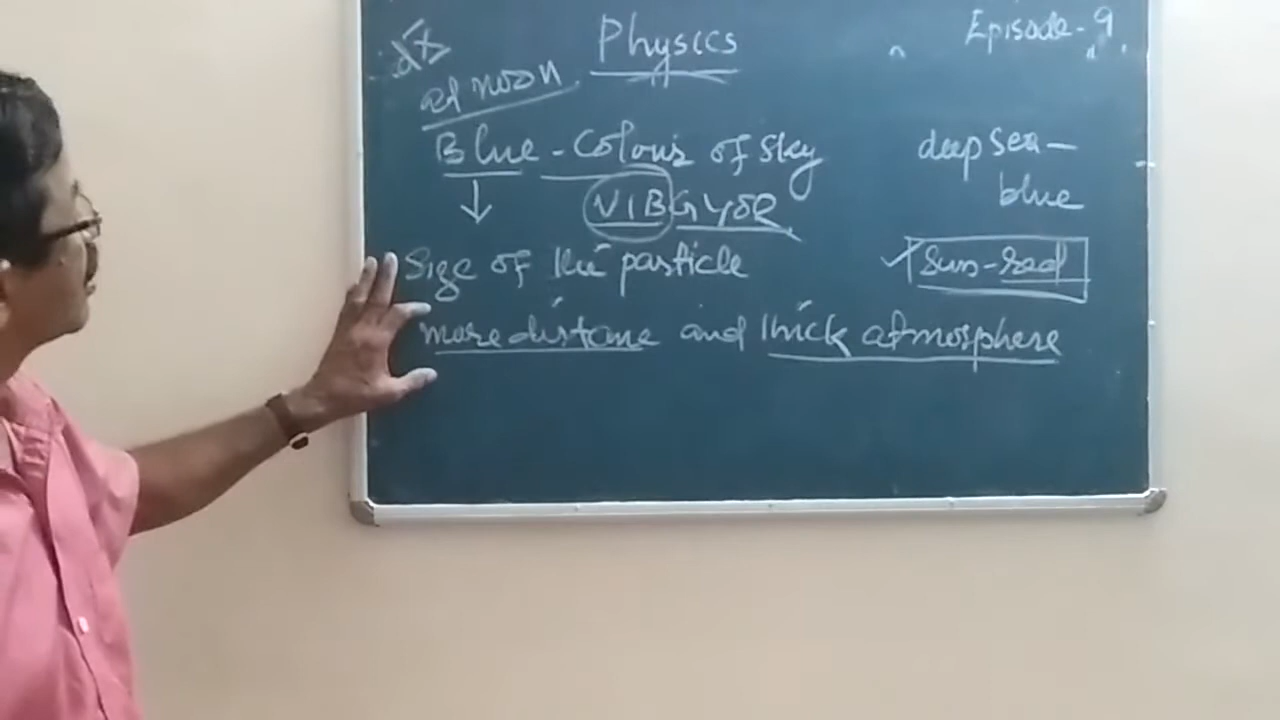 Physics
Episode-9
at noon
Blue - Colour of sky
deep sea -
blue
VIBGYOR
Size of the particle
Sun-red
more distane and thick atmosphere